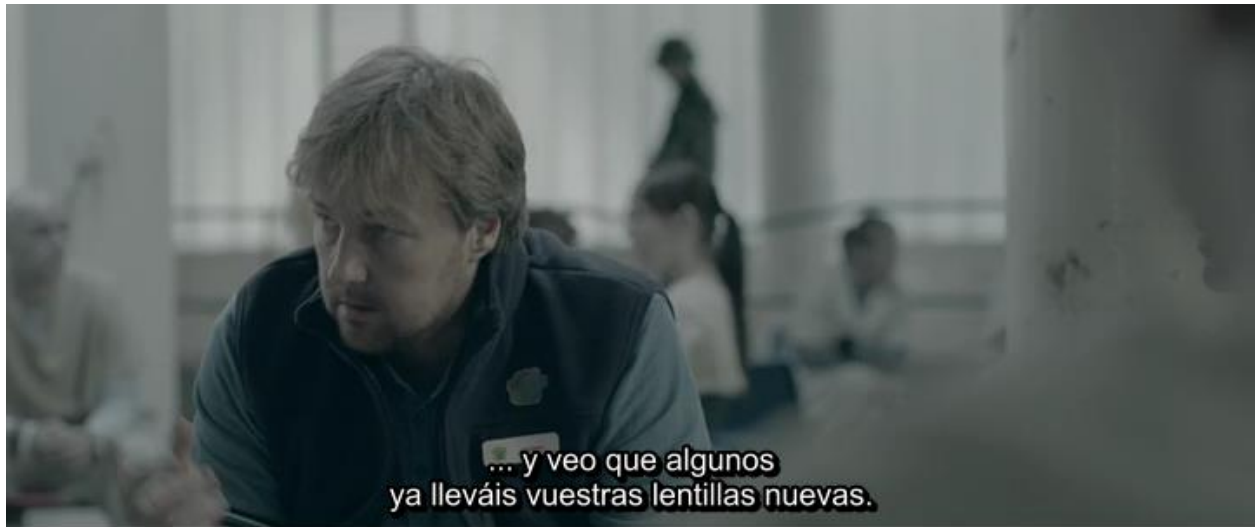 ... y veo que algunos
ya lleváis vuestras lentillas nuevas.